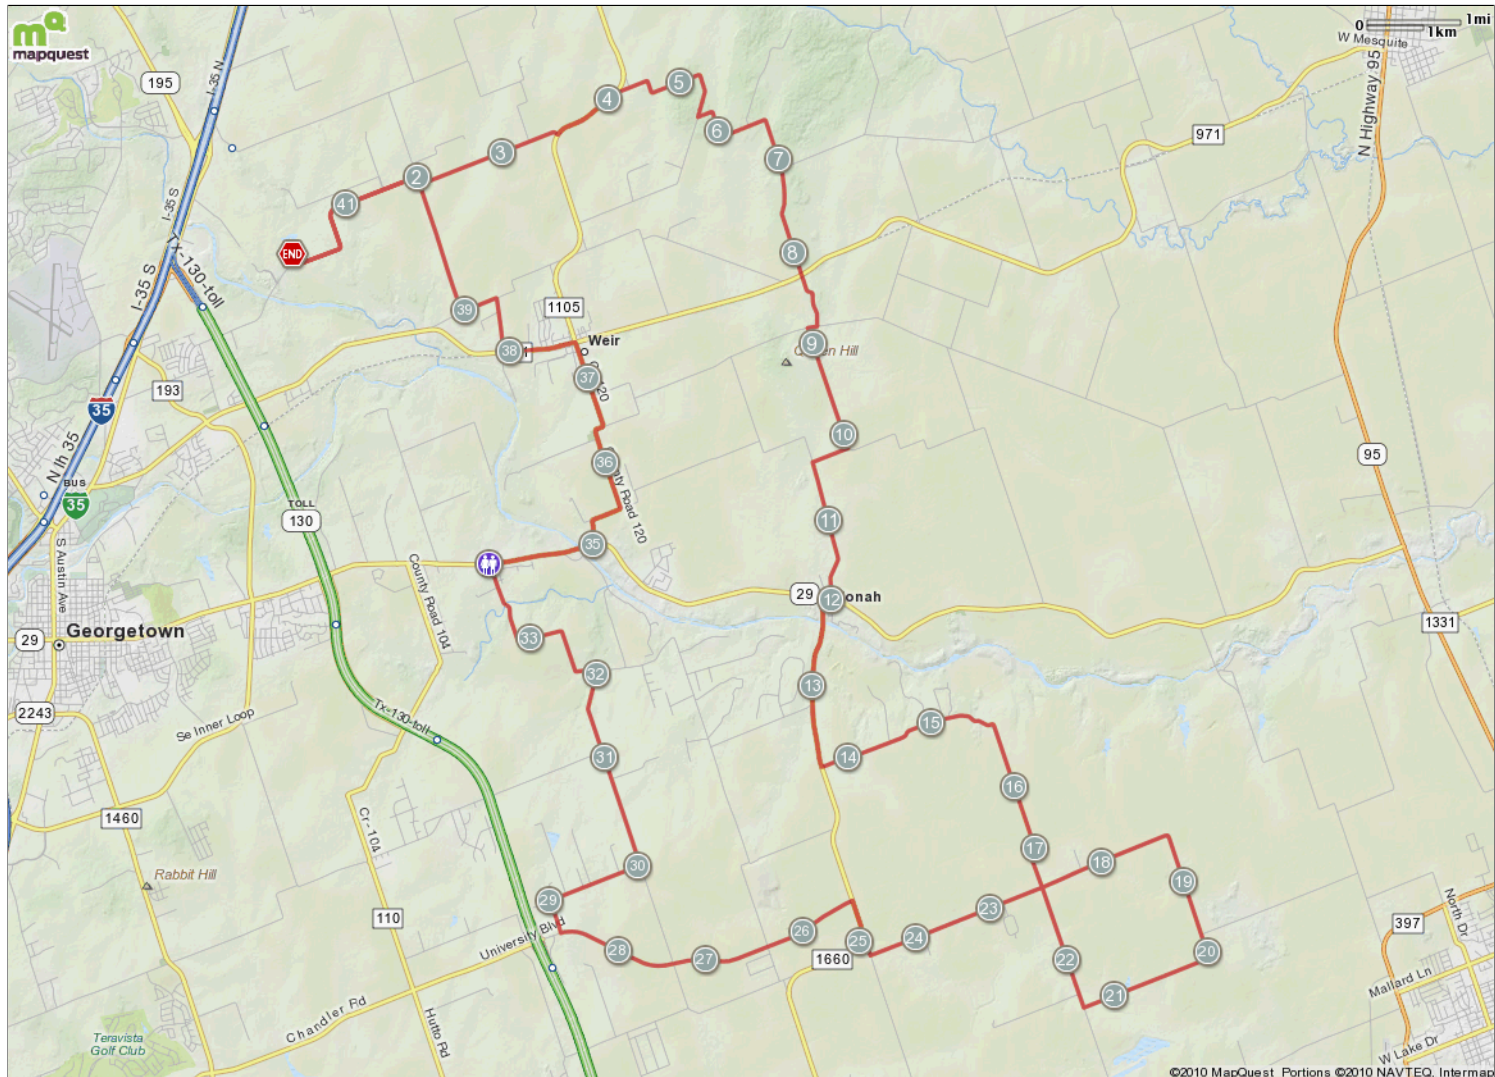 mapquest
0 1mi
1km
W Mesquite
N Highway 95
195
I-35 N
5
4
6
971
3
7
2
41
I-35 S
8
END
Tx-130-toll
I-35 S
39
1105
Weir
38
9
37
193
35
N Ih 35
10
95
BUS
35
36
County Road 120
TOLL
130
11
35
S Austin Ave
County Road 104
29
12
1331
29
Georgetown
33
32
13
2243
Se Inner Loop
Tx-130-toll
15
14
31
16
1460
Cr-104
17
18
30
Rabbit Hill
19
29
23
110
University Blvd
26
25
24
397
North Dr
28
27
1660
22
20
21
Mallard Ln
Chandler Rd
Hutto Rd
Teravista
Golf Club
W Lake Dr
©2010 MapQuest Portions ©2010 NAVTEQ, Intermap